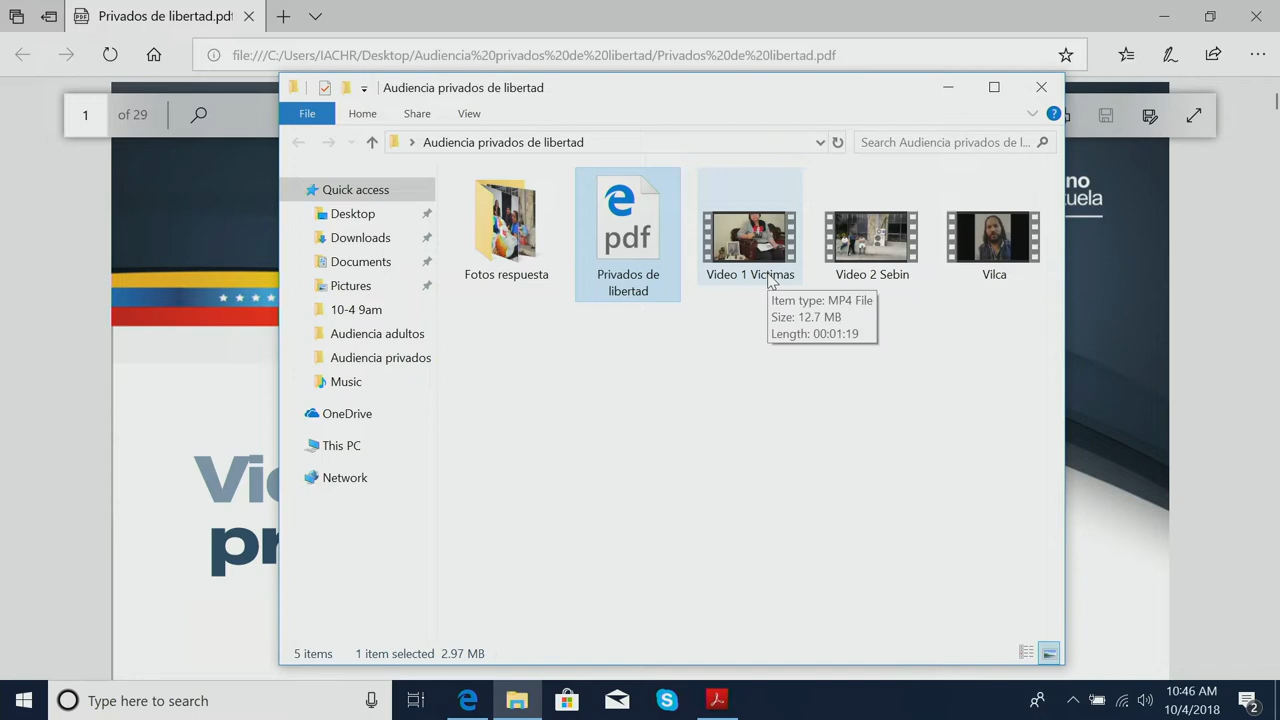 Privados de libertad.pdf
file:///C:/Users/IACHR/Desktop/Audiencia%20privados%20de%20libertad/Privados%20de%20libertad.pdf
1 of 29
Audiencia privados de libertad
File Home Share View
Audiencia privados de libertad
Search Audiencia privados de l...
Quick access
Desktop
Downloads
Documents
Pictures
10-4 9am
Audiencia adultos
Audiencia privados
Music
OneDrive
This PC
Network
Fotos respuesta
pdf
Privados de
libertad
Video 1 Victimas
Video 2 Sebin
Vilca
Item type: MP4 File
Size: 12.7 MB
Length: 00:01:19
5 items 1 item selected 2.97 MB
Type here to search
10:46 AM
10/4/2018
2